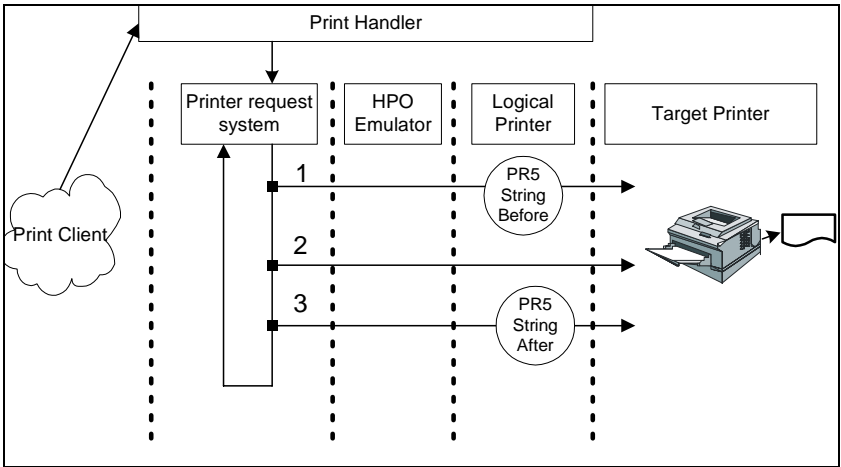 Print Handler
Printer request
system
HPO
Emulator
Logical
Printer
Target Printer
1
PR5
String
Before
Print Client
2
3
PR5
String
After